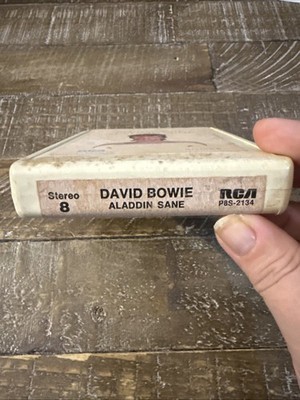 Stereo
8
DAVID BOWIE
ALADDIN SANE
RCA
P8S-2134